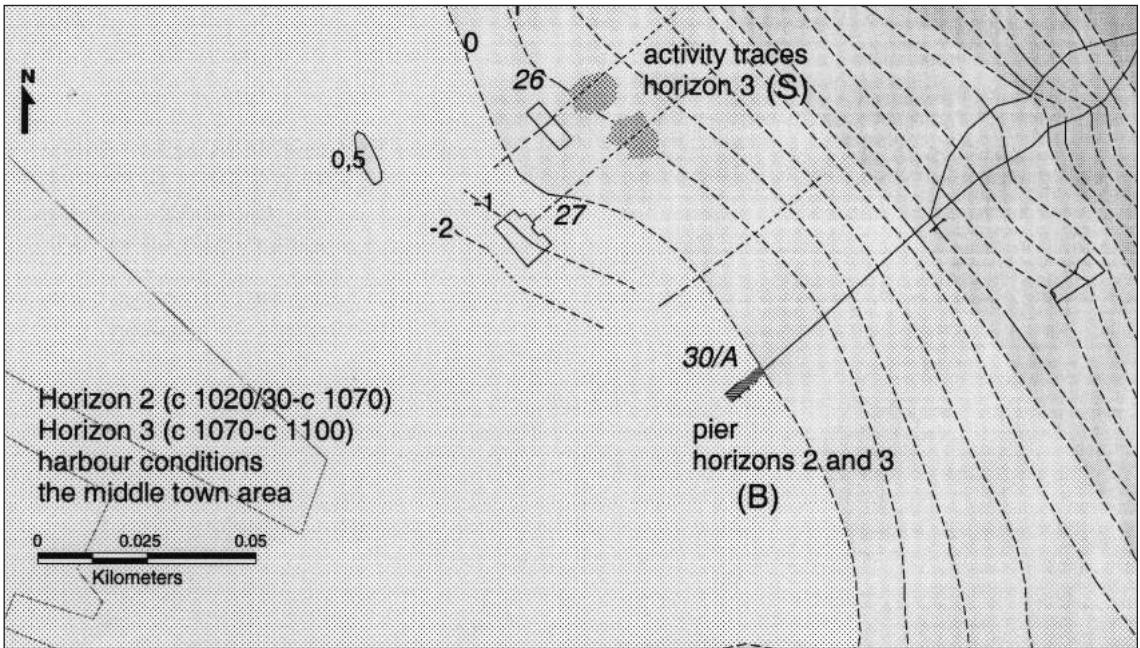 0
activity traces
horizon 3 (S)
N
26
0,5
-1
27
-2
30/A
Horizon 2 (c 1020/30-c 1070)
Horizon 3 (c 1070-c 1100)
harbour conditions
the middle town area
pier
horizons 2 and 3
(B)
0 0.025 0.05
Kilometers